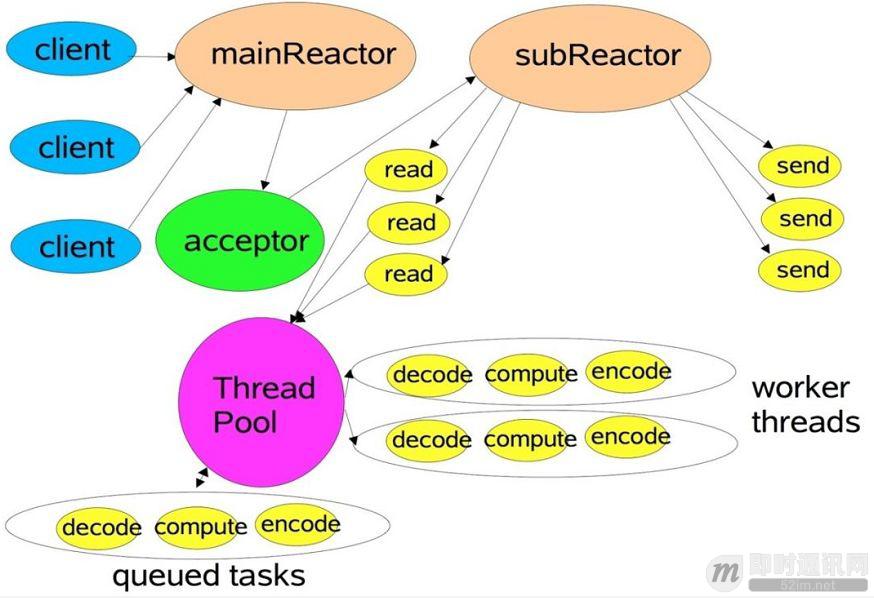 client
mainReactor
subReactor
client
read
send
read
send
client
acceptor
read
send
Thread
Pool
decode compute encode
decode compute encode
worker
threads
decode compute encode
queued tasks
m 即时通讯网
52im.net